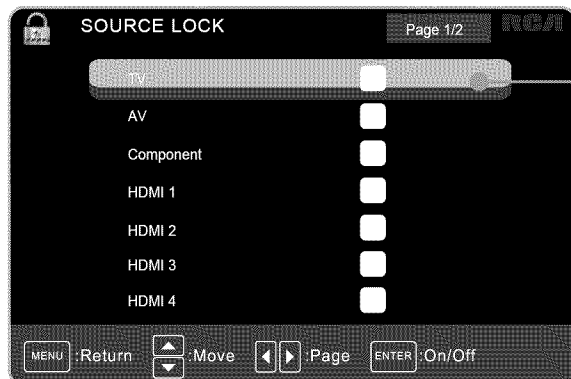 SOURCE LOCK
Page 1/2
RCA
TV
AV
Component
HDMI 1
HDMI 2
HDMI 3
HDMI 4
MENU :Return :Move :Page ENTER :On/Off